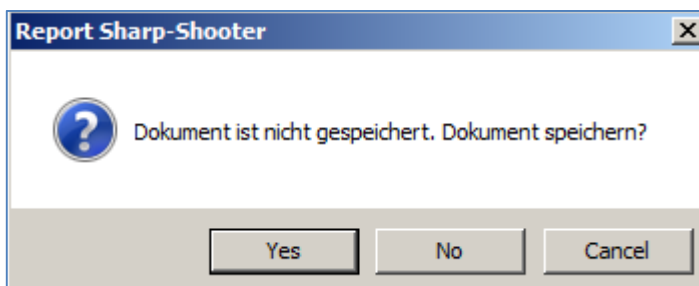 Report Sharp-Shooter
Dokument ist nicht gespeichert. Dokument speichern?
Yes No Cancel